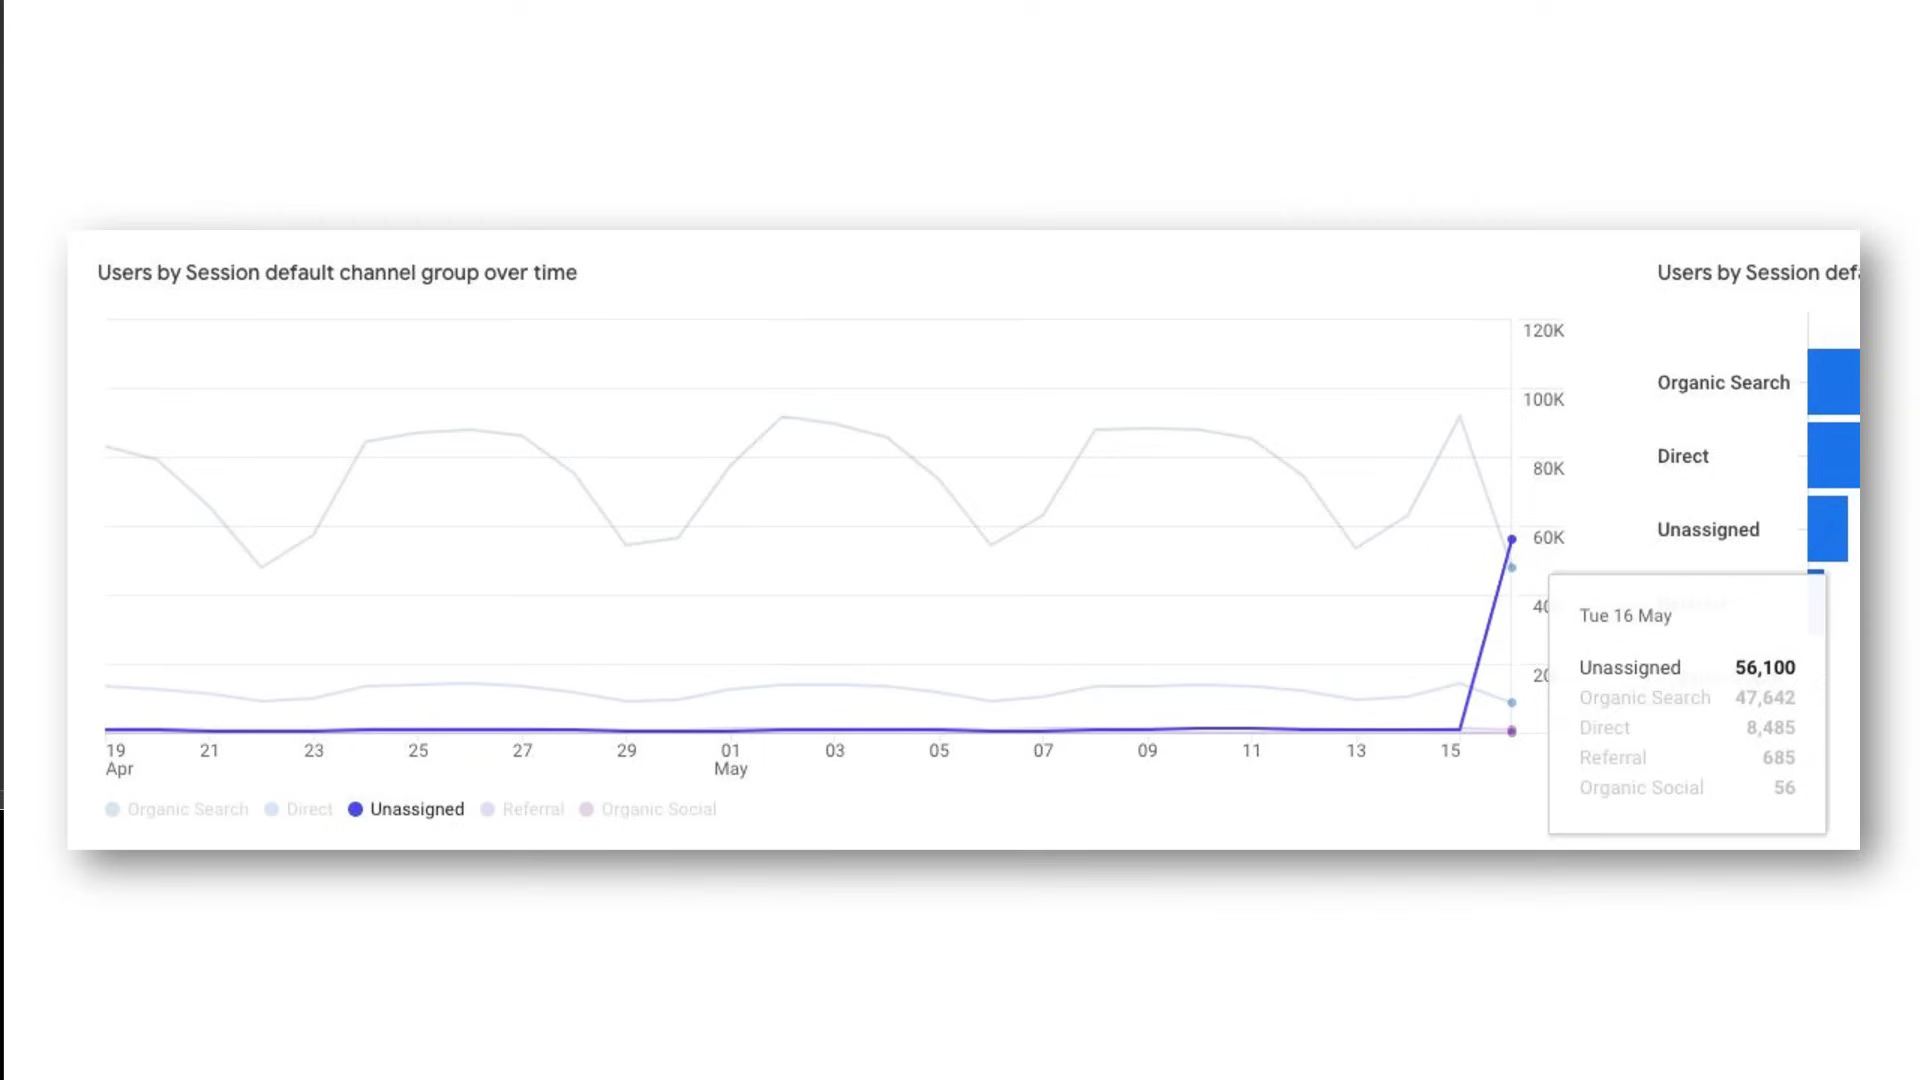 Users by Session default channel group over time
120K
100K
80K
60K
40
20
19 21 23 25 27 29 01 03 05 07 09 11 13 15
Apr May
Organic Search Direct Unassigned Referral Organic Social
Users by Session def
Organic Search
Direct
Unassigned
Tue 16 May
Unassigned 56,100
Organic Search 47,642
Direct 8,485
Referral 685
Organic Social 56